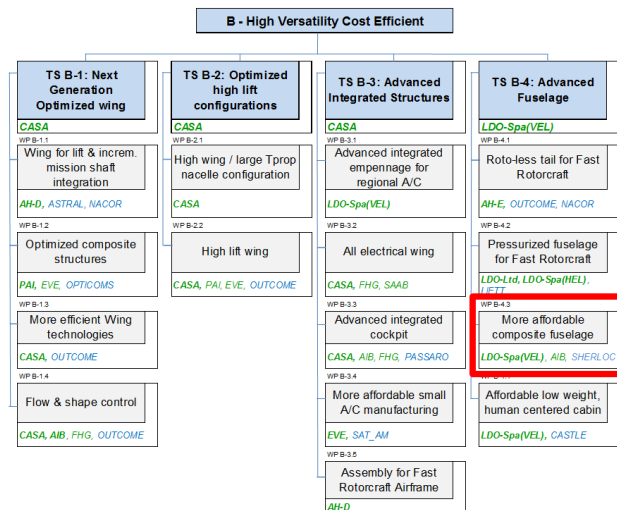 B - High Versatility Cost Efficient
TS B-1: Next
Generation
Optimized wing
CASA
WP B-1.1
Wing for lift & increm.
mission shaft
integration
AH-D, ASTRAL, NACOR
WP B-1.2
Optimized composite
structures
PAI, EVE, OPTICOMS
WP B-1.3
More efficient Wing
technologies
CASA, OUTCOME
WP B-1.4
Flow & shape control
CASA, AIB, FHG, OUTCOME
TS B-2: Optimized
high lift
configurations
CASA
WP B-2.1
High wing / large Tprop
nacelle configuration
CASA
WP B-2.2
High lift wing
CASA, PAI, EVE, OUTCOME
TS B-3: Advanced
Integrated Structures
CASA
WP B-3.1
Advanced integrated
empennage for
regional A/C
LDO-Spa(VEL)
WP B-3.2
All electrical wing
CASA, FHG, SAAB
WP B-3.3
Advanced integrated
cockpit
CASA, AIB, FHG, PASSARO
WP B-3.4
More affordable small
A/C manufacturing
EVE, SAT_AM
WP B-3.5
Assembly for Fast
Rotorcraft Airframe
AH-D
TS B-4: Advanced
Fuselage
LDO-Spa(VEL)
WP B-4.1
Roto-less tail for Fast
Rotorcraft
AH-E, OUTCOME, NACOR
WP B-4.2
Pressurized fuselage
for Fast Rotorcraft
LDO-Ltd, LDO-Spa(HEL),
WP B-4.3
More affordable
composite fuselage
LDO-Spa(VEL), AIB, SHERLOC
Affordable low weight,
human centered cabin
LDO-Spa(VEL), CASTLE